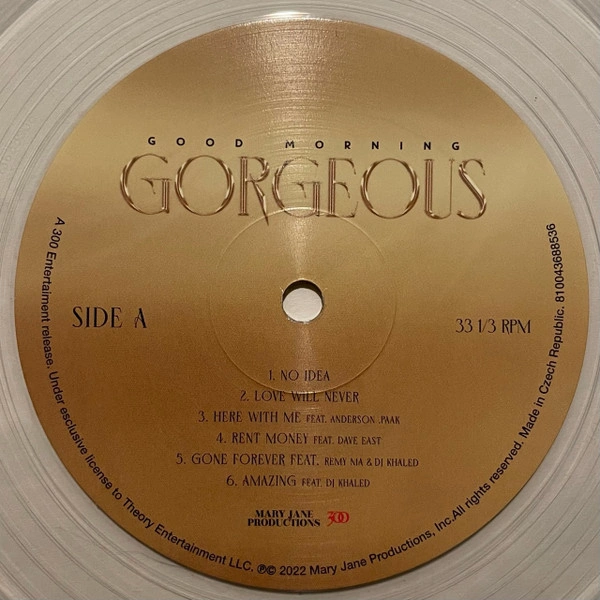 GOOD MORNING
GORGEOUS
SIDE A
33 1/3 RPM
1. NO IDEA
2. LOVE WILL NEVER
3. HERE WITH ME FEAT. ANDERSON .PAAK
4. RENT MONEY FEAT. DAVE EAST
5. GONE FOREVER FEAT. REMY MA & DJ KHALED
6. AMAZING FEAT. DJ KHALED
MARY JANE
PRODUCTIONS
300
A 300 Entertaiment release. Under esclusive license to Theory Entertainment LLC. ℗© 2022 Mary Jane Productions, Inc.All rights reserved. Made in Czech Republic. 810043688536